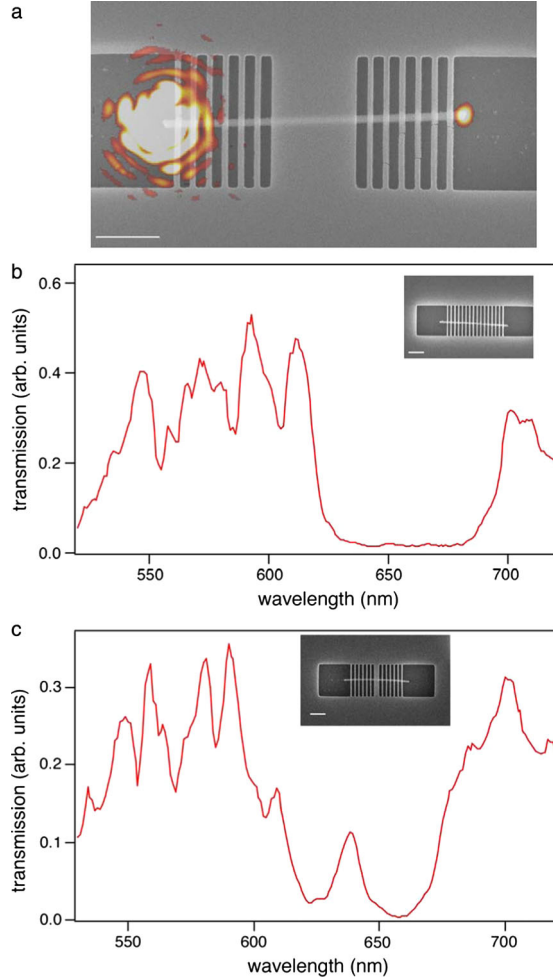 a
b
0.6
0.4
0.2
0.0
transmission (arb. units)
550
600
650
700
wavelength (nm)
c
0.3
0.2
0.1
0.0
transmission (arb. units)
550
600
650
700
wavelength (nm)